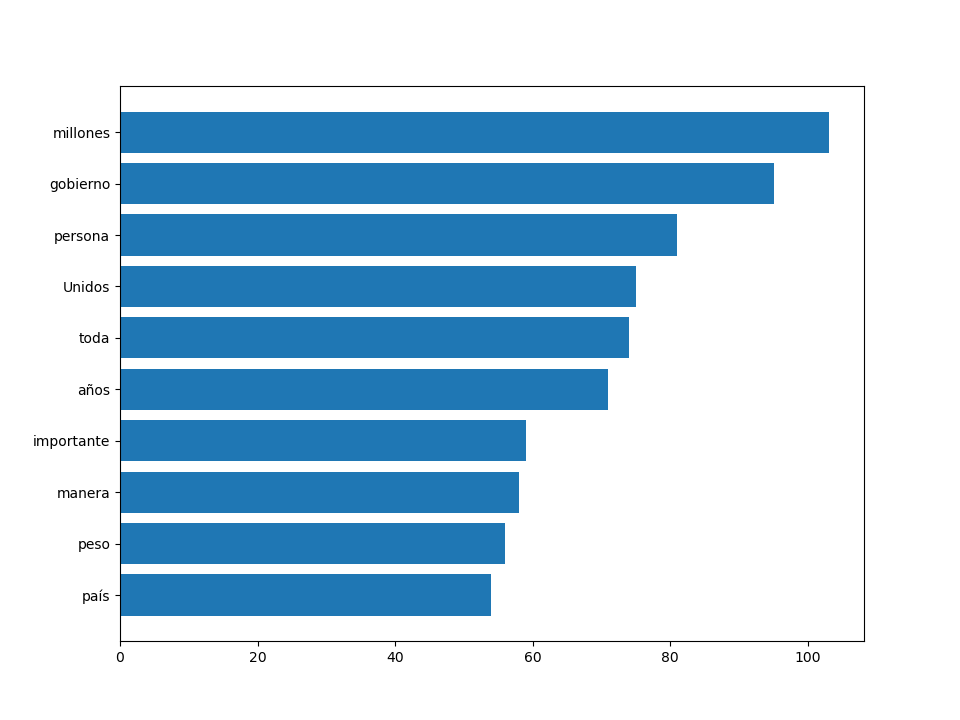 millones
gobierno
persona
Unidos
toda
años
importante
manera
peso
país
0 20 40 60 80 100